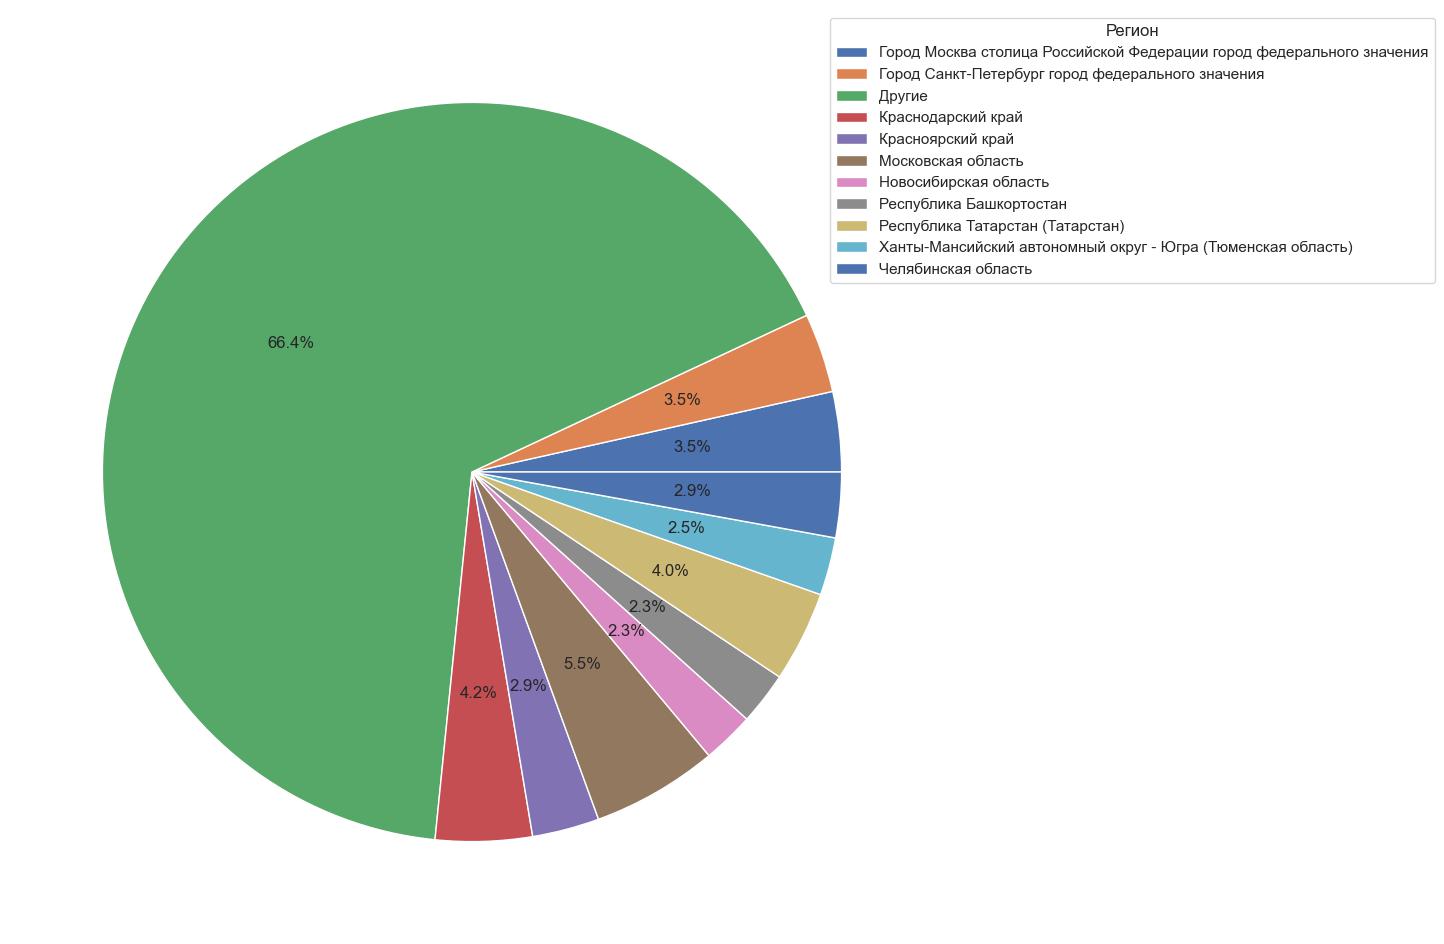 Регион
Город Москва столица Российской Федерации город федерального значения
Город Санкт-Петербург город федерального значения
Другие
Краснодарский край
Красноярский край
Московская область
Новосибирская область
Республика Башкортостан
Республика Татарстан (Татарстан)
Ханты-Мансийский автономный округ - Югра (Тюменская область)
Челябинская область
66.4%
3.5%
3.5%
2.9%
2.5%
4.0%
2.3%
2.3%
5.5%
2.9%
4.2%